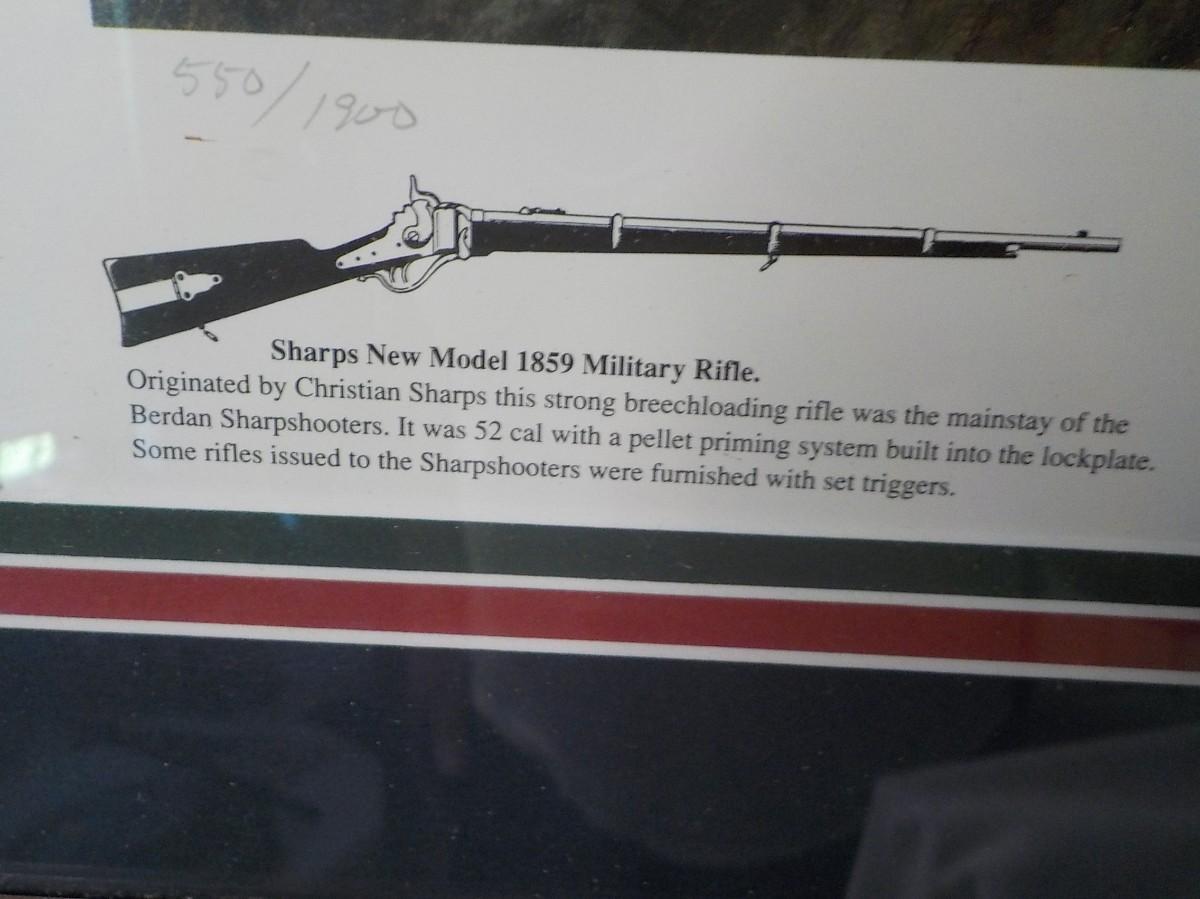 550/1900
Sharps New Model 1859 Military Rifle.
Originated by Christian Sharps this strong breechloading rifle was the mainstay of the
Berdan Sharpshooters. It was 52 cal with a pellet priming system built into the lockplate.
Some rifles issued to the Sharpshooters were furnished with set triggers.